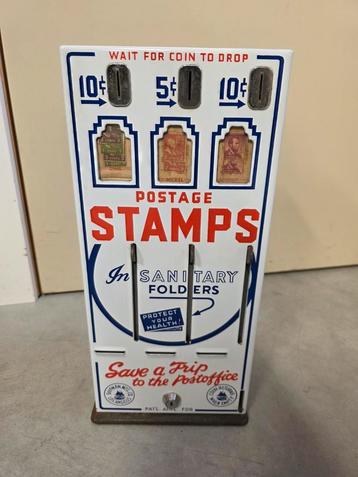 WAIT FOR COIN TO DROP
10¢ 5¢ 10¢
POSTAGE
STAMPS
In SANITARY
FOLDERS
PROTECT
YOUR
HEALTH!
Save a Trip
to the Postoffice
PATS. APPL. FOR